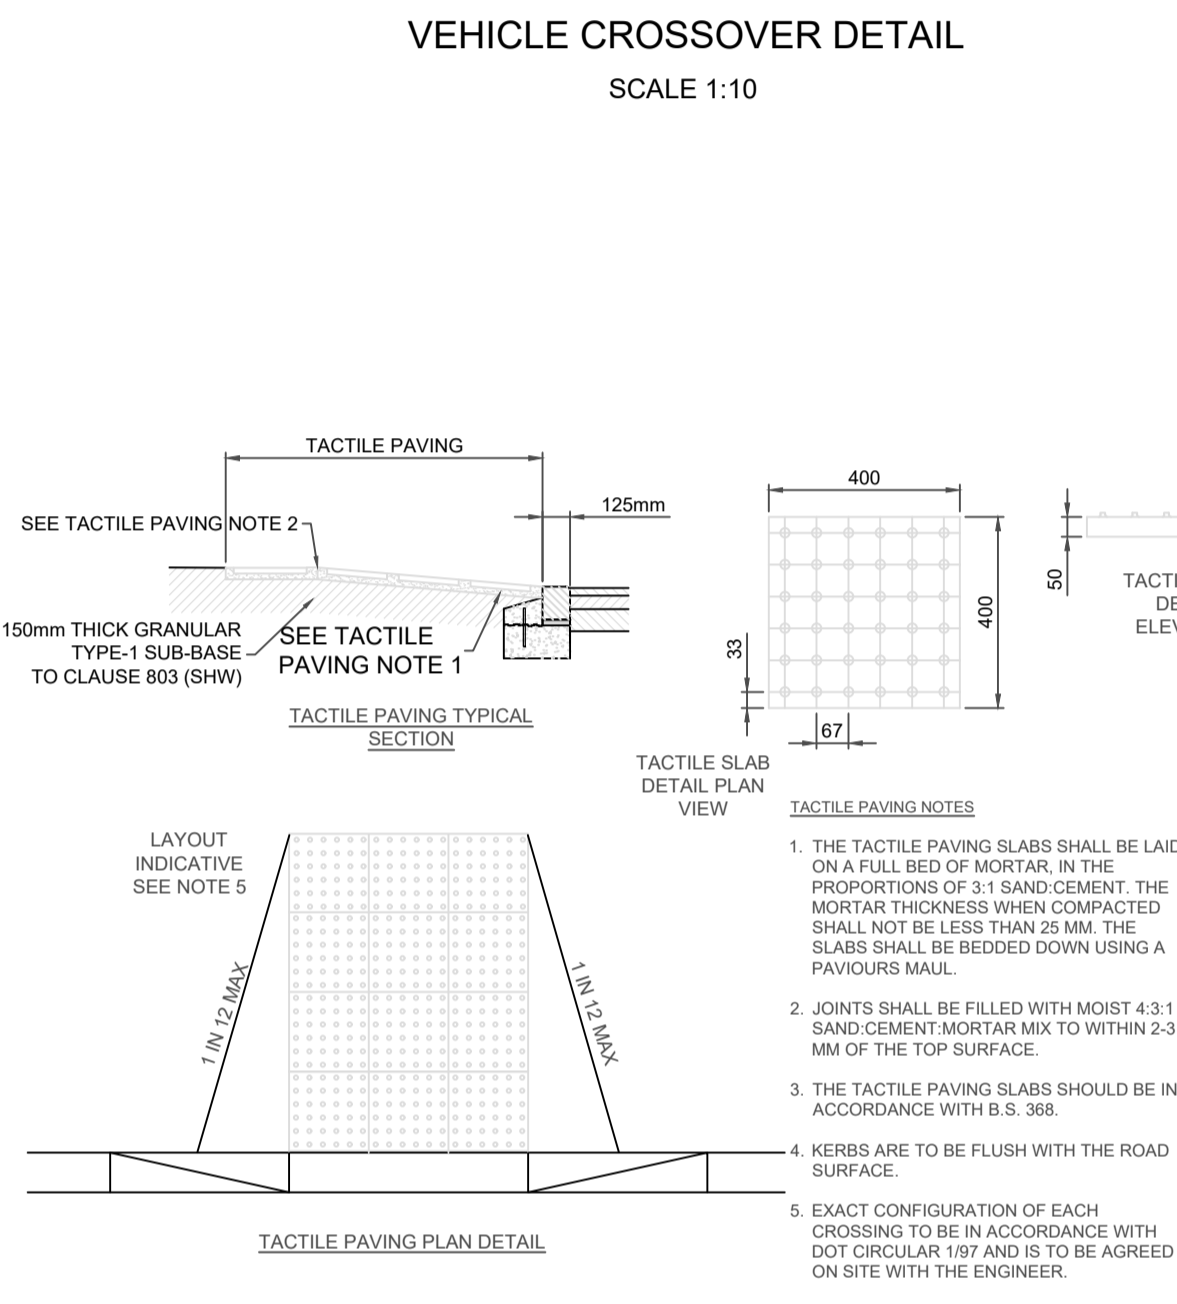 VEHICLE CROSSOVER DETAIL
SCALE 1:10
TACTILE PAVING
125mm
SEE TACTILE PAVING NOTE 2
150mm THICK GRANULAR
TYPE-1 SUB-BASE
TO CLAUSE 803 (SHW)
SEE TACTILE
PAVING NOTE 1
TACTILE PAVING TYPICAL
SECTION
400
400
33
67
TACTILE SLAB
DETAIL PLAN
VIEW
50
TACTI
DE
ELEV
LAYOUT
INDICATIVE
SEE NOTE 5
1 IN 12 MAX
1 IN 12 MAX
TACTILE PAVING PLAN DETAIL
TACTILE PAVING NOTES
1. THE TACTILE PAVING SLABS SHALL BE LAID
ON A FULL BED OF MORTAR, IN THE
PROPORTIONS OF 3:1 SAND:CEMENT. THE
MORTAR THICKNESS WHEN COMPACTED
SHALL NOT BE LESS THAN 25 MM. THE
SLABS SHALL BE BEDDED DOWN USING A
PAVIOURS MAUL.
2. JOINTS SHALL BE FILLED WITH MOIST 4:3:1
SAND:CEMENT:MORTAR MIX TO WITHIN 2-3
MM OF THE TOP SURFACE.
3. THE TACTILE PAVING SLABS SHOULD BE IN
ACCORDANCE WITH B.S. 368.
4. KERBS ARE TO BE FLUSH WITH THE ROAD
SURFACE.
5. EXACT CONFIGURATION OF EACH
CROSSING TO BE IN ACCORDANCE WITH
DOT CIRCULAR 1/97 AND IS TO BE AGREED
ON SITE WITH THE ENGINEER.